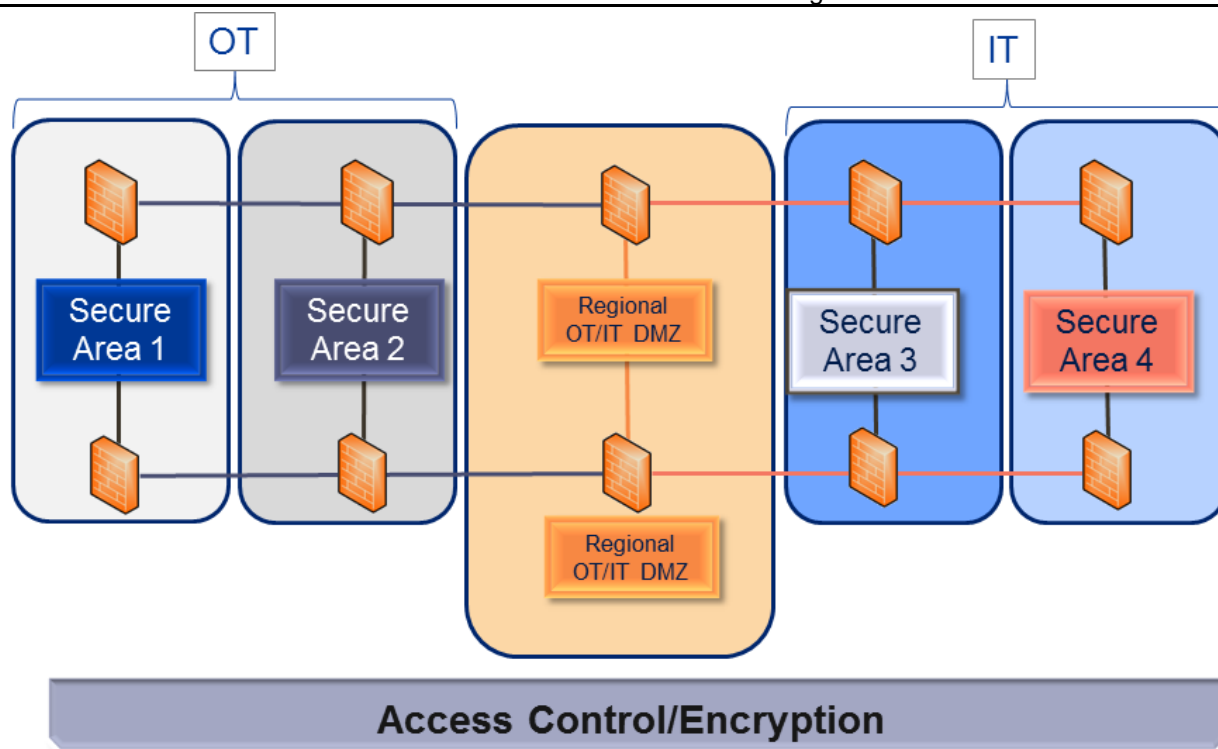 OT
IT
Secure
Area 1
Secure
Area 2
Regional
OT/IT DMZ
Secure
Area 3
Secure
Area 4
Regional
OT/IT DMZ
Access Control/Encryption